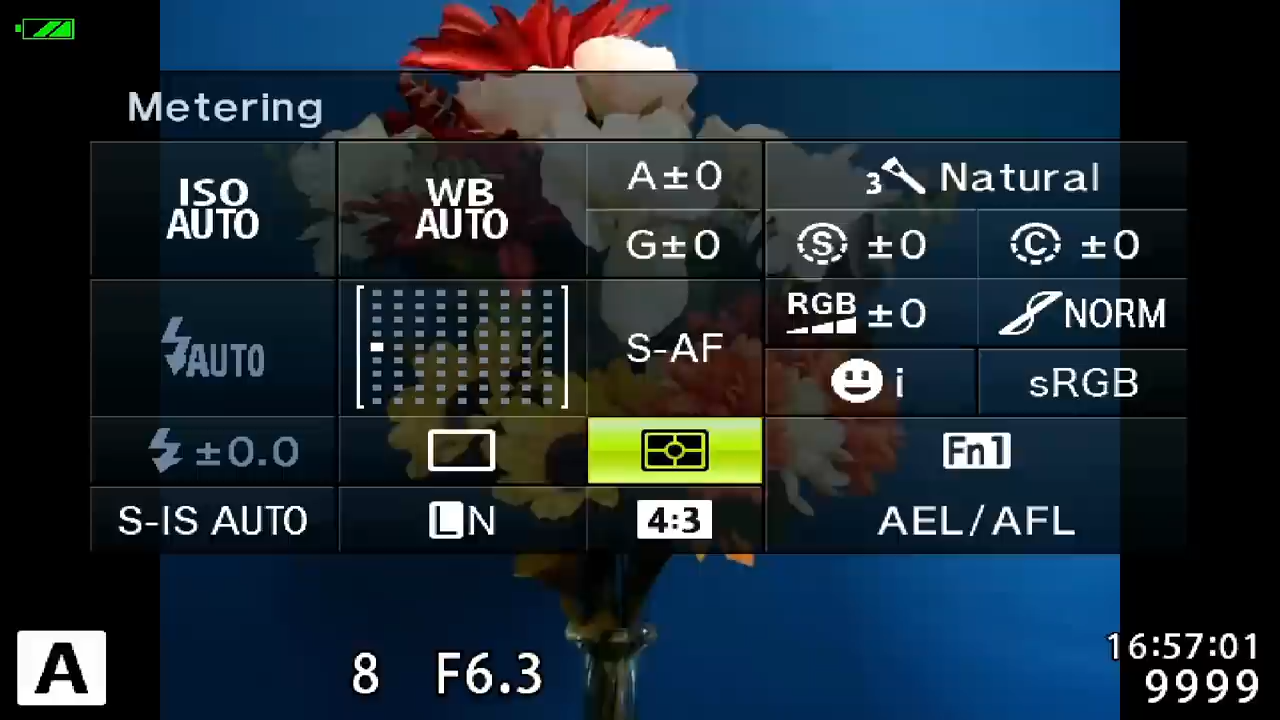 Metering
ISO AUTO
WB AUTO
A±0
G±0
3 Natural
S ±0
C ±0
RGB ±0
NORM
AUTO
S-AF
i
sRGB
±0.0
Fn1
S-IS AUTO
L N
4:3
AEL/AFL
A
8 F6.3
16:57:01
9999